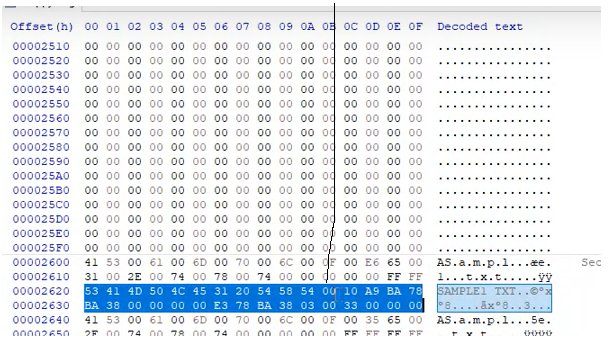 Offset(h) 00 01 02 03 04 05 06 07 08 09 0A 0B 0C 0D 0E 0F Decoded text
00002510 00 00 00 00 00 00 00 00 00 00 00 00 00 00 00 00 ................
00002520 00 00 00 00 00 00 00 00 00 00 00 00 00 00 00 00 ................
00002530 00 00 00 00 00 00 00 00 00 00 00 00 00 00 00 00 ................
00002540 00 00 00 00 00 00 00 00 00 00 00 00 00 00 00 00 ................
00002550 00 00 00 00 00 00 00 00 00 00 00 00 00 00 00 00 ................
00002560 00 00 00 00 00 00 00 00 00 00 00 00 00 00 00 00 ................
00002570 00 00 00 00 00 00 00 00 00 00 00 00 00 00 00 00 ................
00002580 00 00 00 00 00 00 00 00 00 00 00 00 00 00 00 00 ................
00002590 00 00 00 00 00 00 00 00 00 00 00 00 00 00 00 00 ................
000025A0 00 00 00 00 00 00 00 00 00 00 00 00 00 00 00 00 ................
000025B0 00 00 00 00 00 00 00 00 00 00 00 00 00 00 00 00 ................
000025C0 00 00 00 00 00 00 00 00 00 00 00 00 00 00 00 00 ................
000025D0 00 00 00 00 00 00 00 00 00 00 00 00 00 00 00 00 ................
000025E0 00 00 00 00 00 00 00 00 00 00 00 00 00 00 00 00 ................
000025F0 00 00 00 00 00 00 00 00 00 00 00 00 00 00 00 00 ................
00002600 41 53 00 61 00 6D 00 70 00 6C 00 0F 00 E6 65 00 AS.a.m.p.l...æe. Sec
00002610 31 00 2E 00 74 00 78 00 74 00 00 00 00 00 FF FF 1...t.x.t.....ÿÿ
00002620 53 41 4D 50 4C 45 31 20 54 58 54 00 10 A9 BA 78 SAMPLE1 TXT..©ºx
00002630 BA 38 00 00 00 00 E3 78 BA 38 03 00 33 00 00 00 º8....ãxº8..3...
00002640 41 53 00 61 00 6D 00 70 00 6C 00 0F 00 35 65 00 AS.a.m.p.l...5e.
00002650 2E 00 74 00 78 00 74 00 00 00